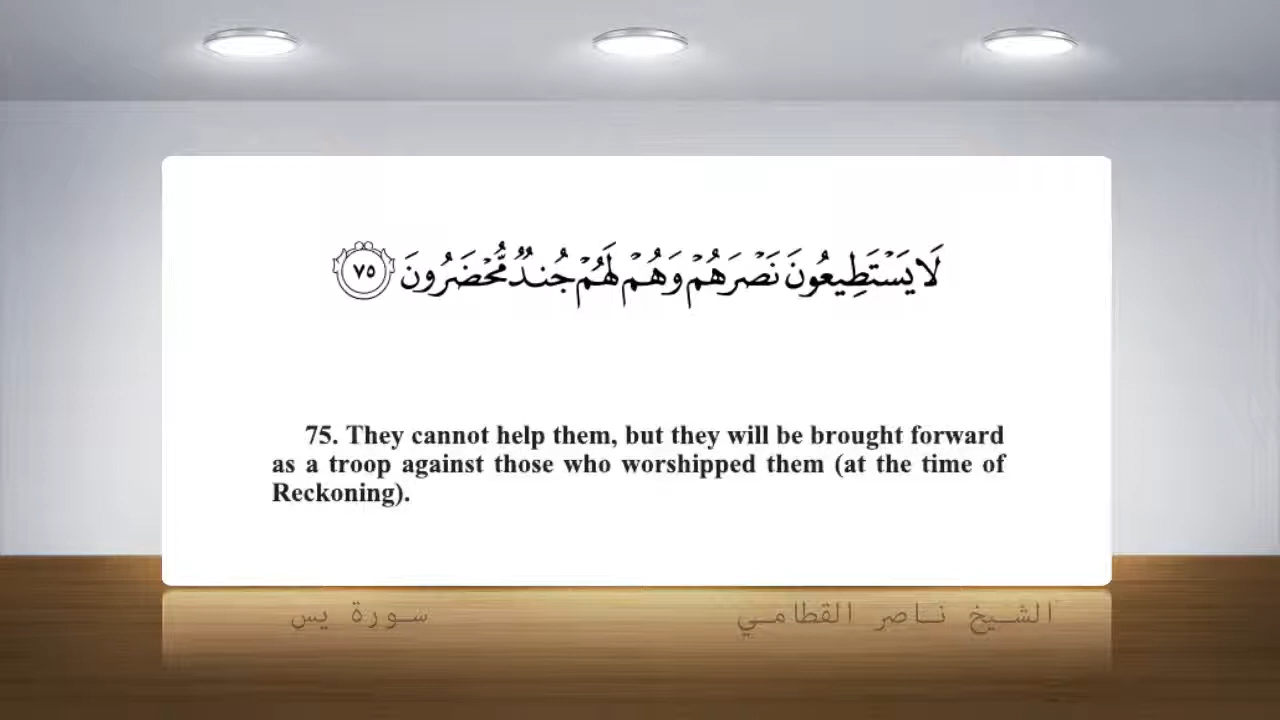 لَا يَسْتَطِيعُونَ نَصْرَهُمْ وَهُمْ لَهُمْ جُندٌ مُّحْضَرُونَ ٧٥
75. They cannot help them, but they will be brought forward
as a troop against those who worshipped them (at the time of
Reckoning).
الشيخ ناصر القطامي سورة يس